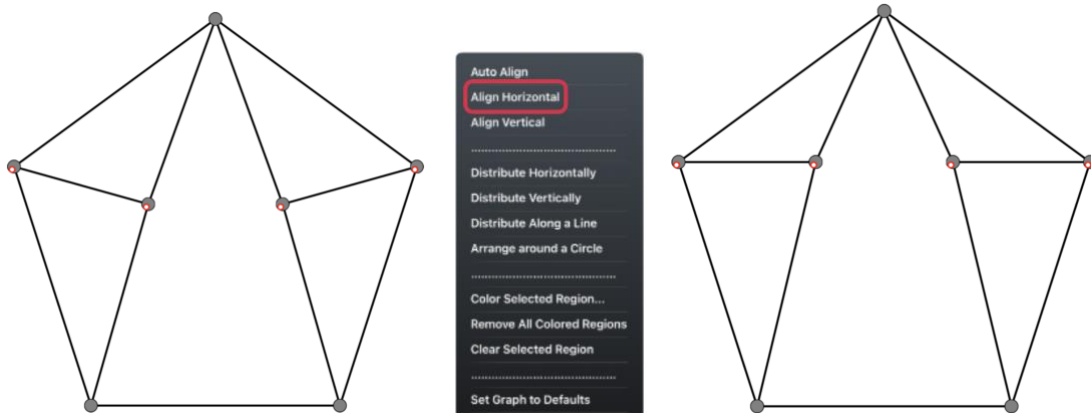 Auto Align
Align Horizontal
Align Vertical
Distribute Horizontally
Distribute Vertically
Distribute Along a Line
Arrange around a Circle
Color Selected Region...
Remove All Colored Regions
Clear Selected Region
Set Graph to Defaults